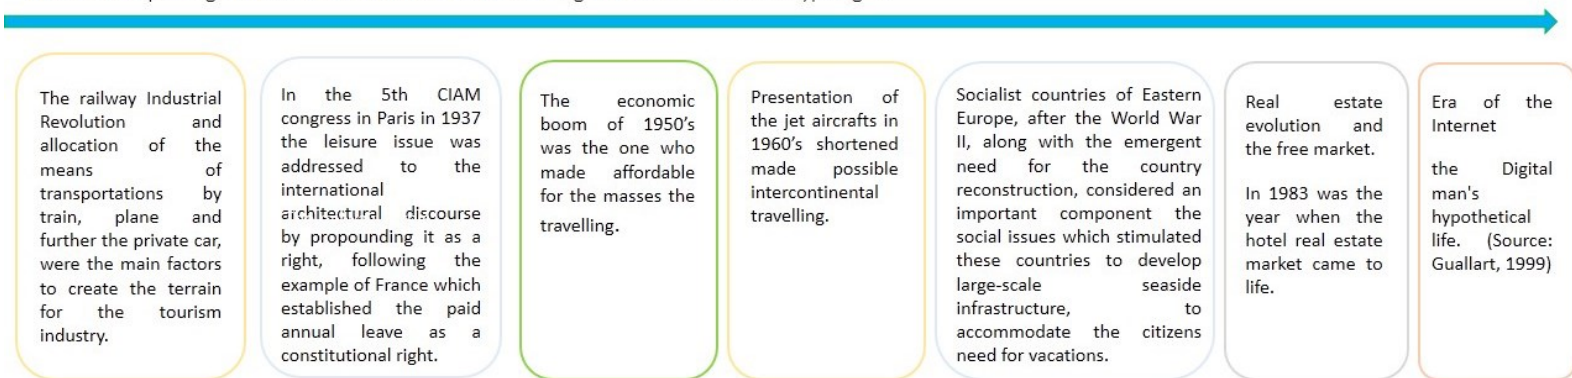 The railway Industrial
Revolution and
allocation of the
means of
transportations by
train, plane and
further the private car,
were the main factors
to create the terrain
for the tourism
industry.
In the 5th CIAM
congress in Paris in 1937
the leisure issue was
addressed to the
international
architectural discourse
by propounding it as a
right, following the
example of France which
established the paid
annual leave as a
constitutional right.
The economic
boom of 1950's
was the one who
made affordable
for the masses the
travelling.
Presentation of
the jet aircrafts in
1960's shortened
made possible
intercontinental
travelling.
Socialist countries of Eastern
Europe, after the World War
II, along with the emergent
need for the country
reconstruction, considered an
important component the
social issues which stimulated
these countries to develop
large-scale seaside
infrastructure, to
accommodate the citizens
need for vacations.
Real estate
evolution and
the free market.
In 1983 was the
year when the
hotel real estate
market came to
life.
Era of the
Internet
the Digital
man's
hypothetical
life. (Source:
Guallart, 1999)